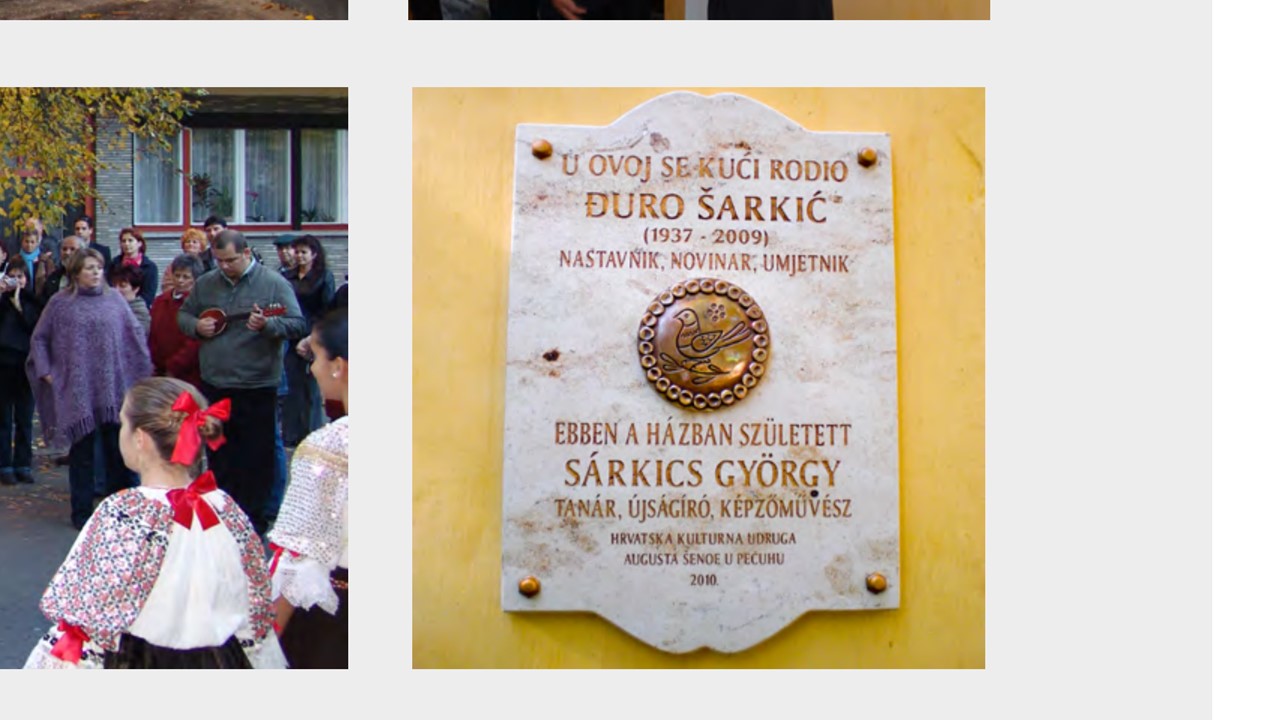 U OVOJ SE KUĆI RODIO
ĐURO ŠARKIĆ
(1937 - 2009)
NASTAVNIK, NOVINAR, UMJETNIK
EBBEN A HÁZBAN SZÜLETETT
SÁRKICS GYÖRGY
TANÁR, ÚJSÁGÍRÓ, KÉPZŐMŰVÉSZ
HRVATSKA KULTURNA UDRUGA
AUGUSTA ŠENOE U PEČUHU
2010.